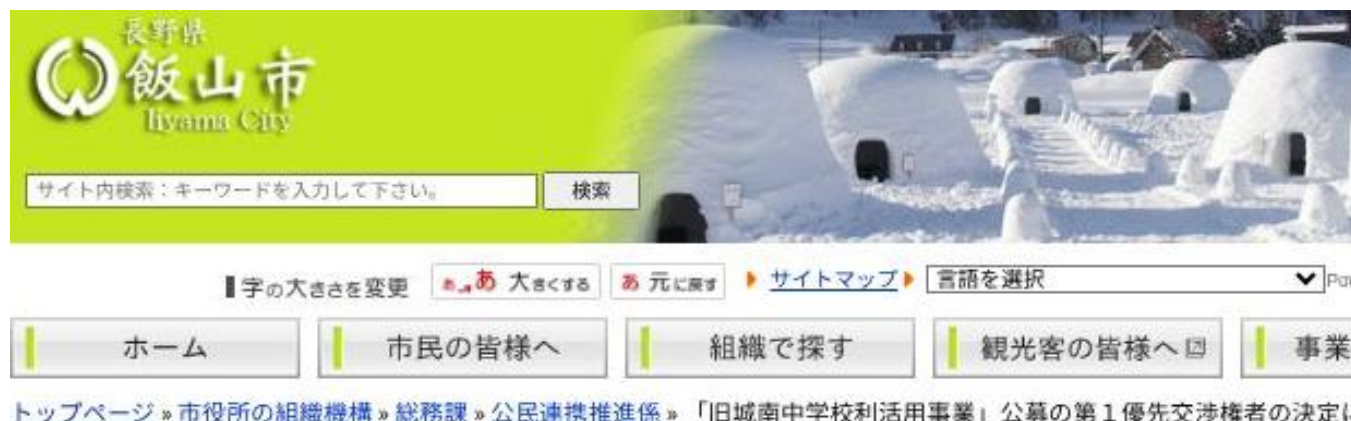 長野県
飯山市
Iiyama City
サイト内検索：キーワードを入力して下さい。 検索
字の大きさを変更 あ→あ 大きくする あ 元に戻す サイトマップ 言語を選択
ホーム 市民の皆様へ 組織で探す 観光客の皆様へ 事業
トップページ » 市役所の組織機構 » 総務課 » 公民連携推進係 » 「旧城南中学校利活用事業」公募の第１優先交渉権者の決定に